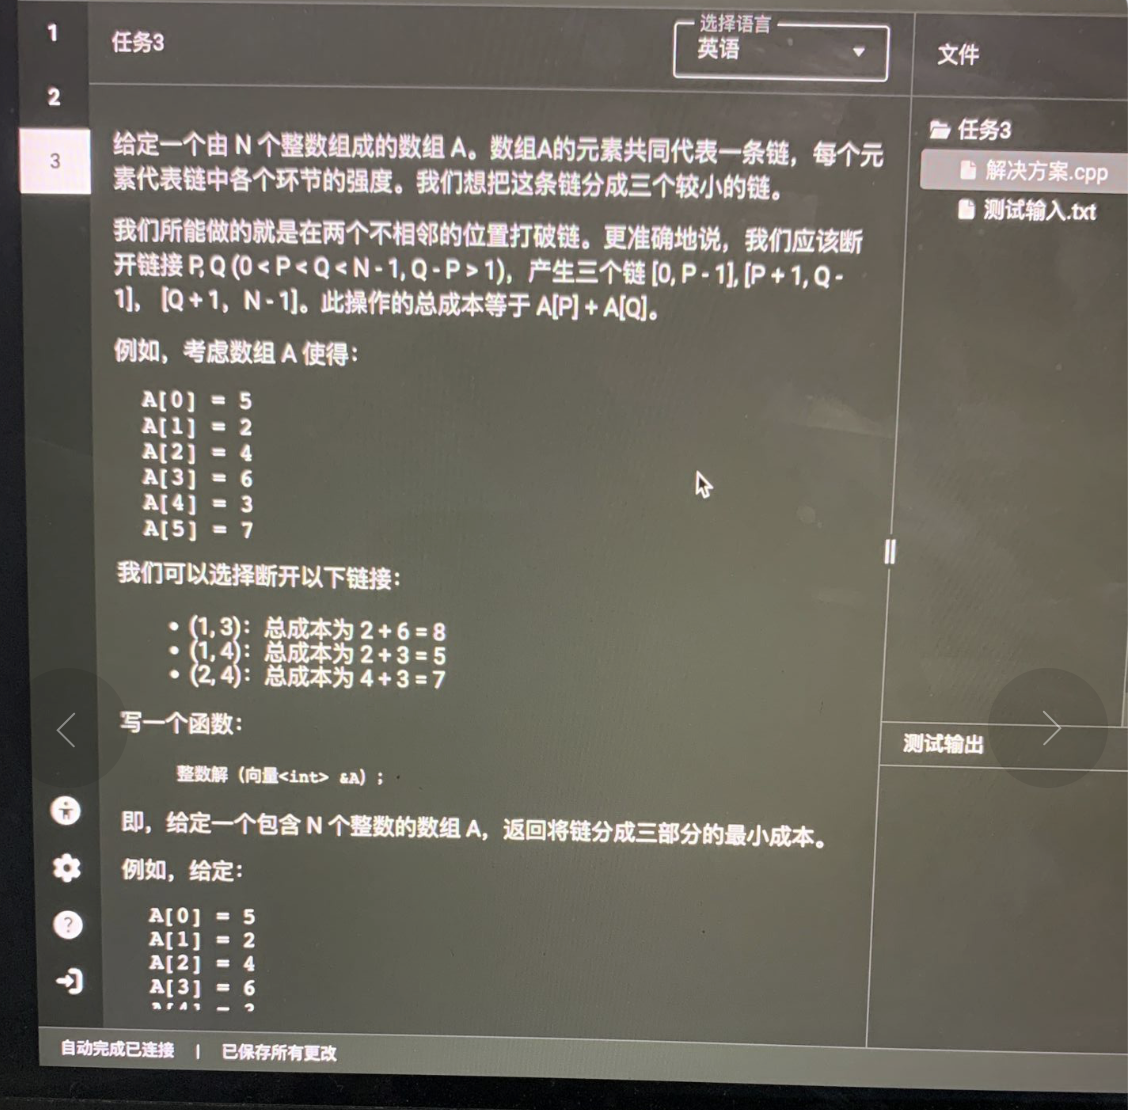 1
2
3
任务3
选择语言
英语
文件
任务3
解决方案.cpp
测试输入.txt
给定一个由 N 个整数组成的数组 A。数组A的元素共同代表一条链，每个元
素代表链中各个环节的强度。我们想把这条链分成三个较小的链。
我们所能做的就是在两个不相邻的位置打破链。更准确地说，我们应该断
开链接 P, Q (0 < P < Q < N - 1, Q - P > 1)，产生三个链 [0, P - 1], [P + 1, Q -
1]， [Q + 1， N - 1]。此操作的总成本等于 A[P] + A[Q]。
例如，考虑数组 A 使得：
A[0] = 5
A[1] = 2
A[2] = 4
A[3] = 6
A[4] = 3
A[5] = 7
我们可以选择断开以下链接：
• (1, 3)：总成本为 2 + 6 = 8
• (1, 4)：总成本为 2 + 3 = 5
• (2, 4)：总成本为 4 + 3 = 7
写一个函数：
整数解（向量<int> &A）；
即，给定一个包含 N 个整数的数组 A，返回将链分成三部分的最小成本。
例如，给定：
A[0] = 5
A[1] = 2
A[2] = 4
A[3] = 6
测试输出
自动完成已连接 | 已保存所有更改